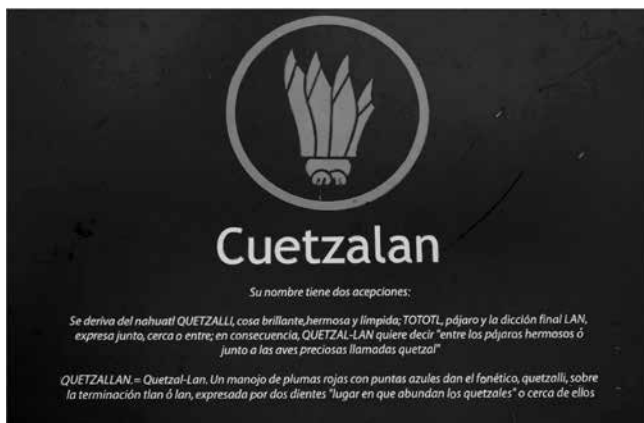 Cuetzalan
Su nombre tiene dos acepciones:
Se deriva del nahuatl QUETZALLI, cosa brillante,hermosa y límpida; TOTOTL, pájaro y la dicción final LAN,
expresa junto, cerca o entre; en consecuencia, QUETZAL-LAN quiere decir "entre los pájaros hermosos ó
junto a las aves preciosas llamadas quetzal"
QUETZALLAN.= Quetzal-Lan. Un manojo de plumas rojas con puntas azules dan el fonético, quetzalli, sobre
la terminación tlan ó lan, expresada por dos dientes "lugar en que abundan los quetzales" o cerca de ellos